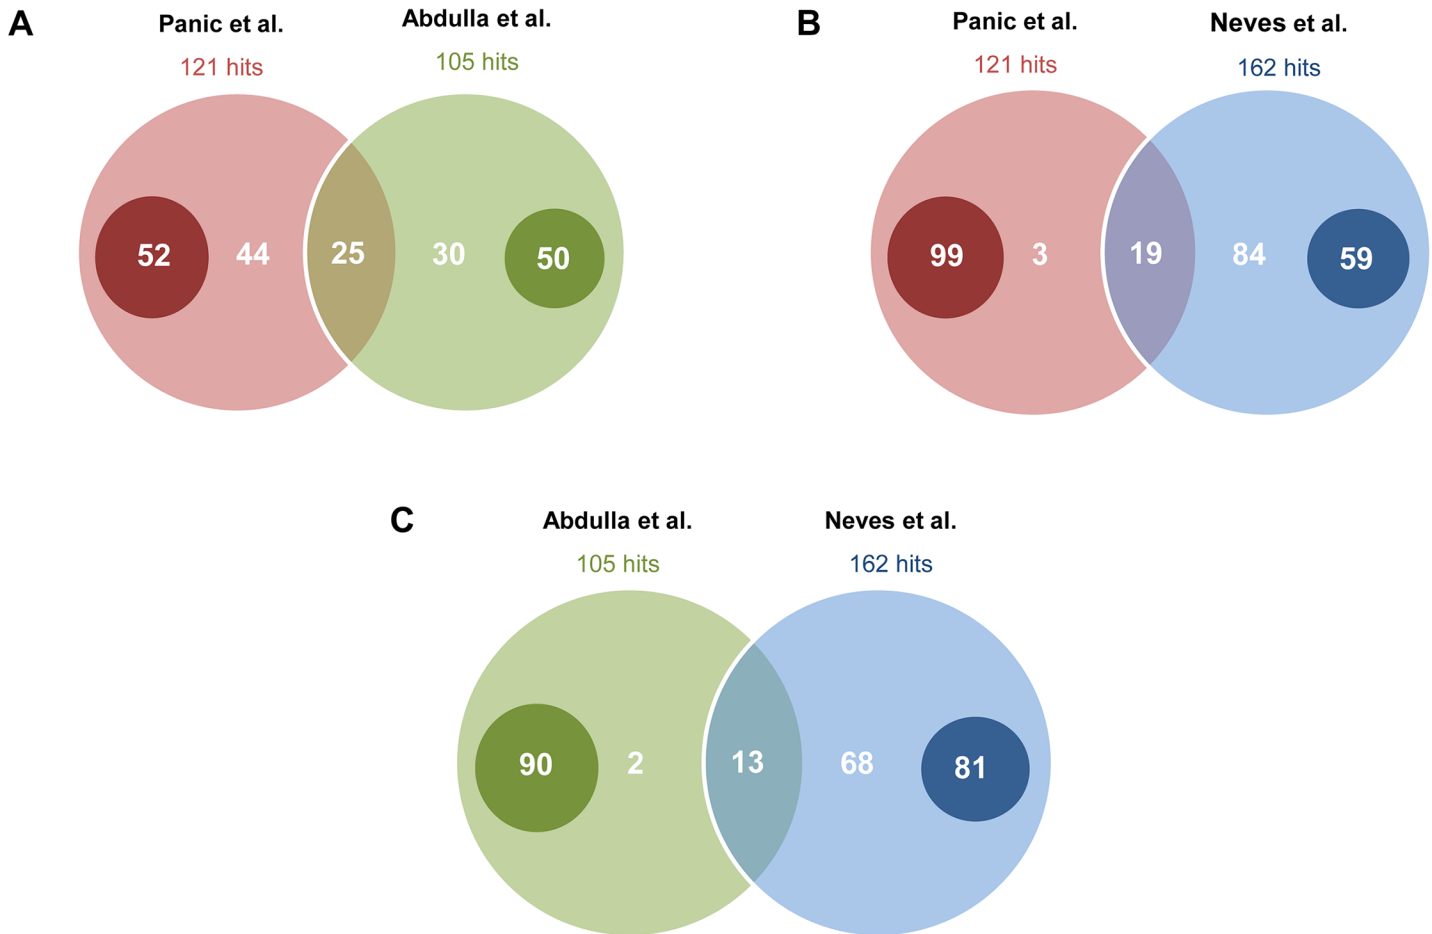 A
Panic et al.
Abdulla et al.
121 hits
105 hits
52
44
25
30
50
B
Panic et al.
Neves et al.
121 hits
162 hits
99
3
19
84
59
C
Abdulla et al.
Neves et al.
105 hits
162 hits
90
2
13
68
81